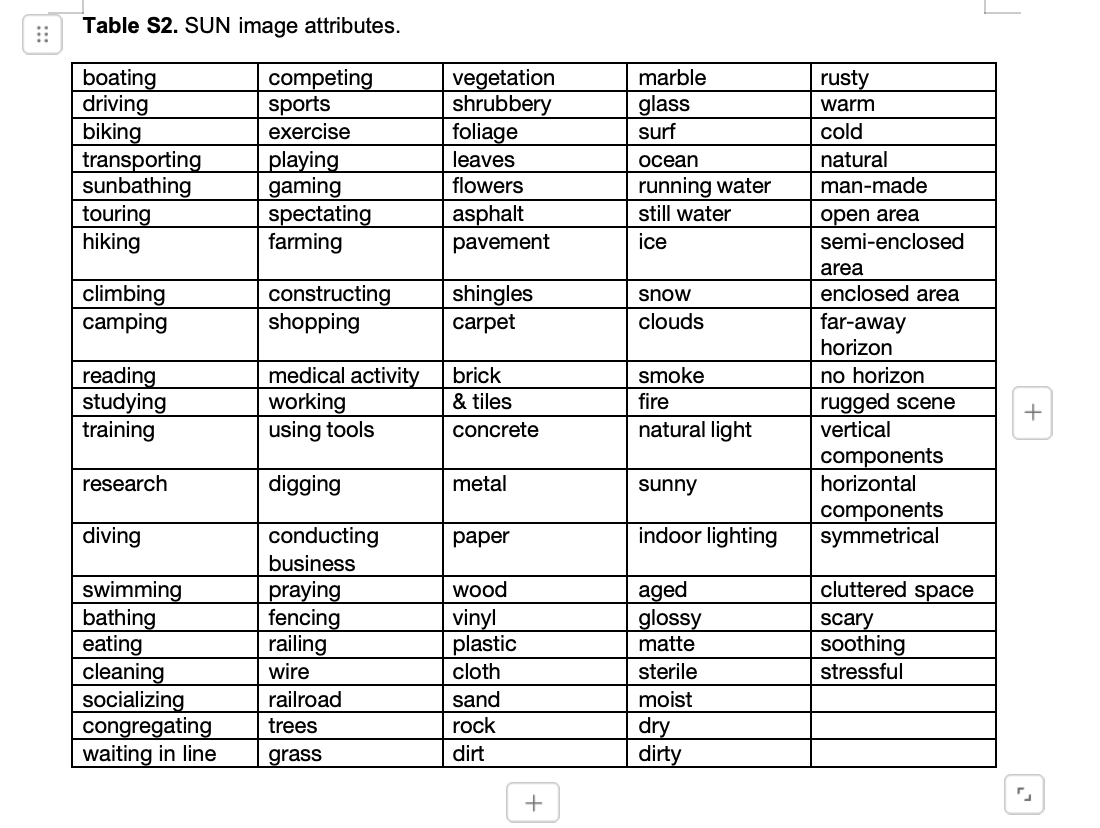 Table S2. SUN image attributes.
boating competing vegetation marble rusty
driving sports shrubbery glass warm
biking exercise foliage surf cold
transporting playing leaves ocean natural
sunbathing gaming flowers running water man-made
touring spectating asphalt still water open area
hiking farming pavement ice semi-enclosed
area
climbing constructing shingles snow enclosed area
camping shopping carpet clouds far-away
horizon
reading medical activity brick smoke no horizon
studying working & tiles fire rugged scene
training using tools concrete natural light vertical
components
research digging metal sunny horizontal
components
diving conducting paper indoor lighting symmetrical
business
swimming praying wood aged cluttered space
bathing fencing vinyl glossy scary
eating railing plastic matte soothing
cleaning wire cloth sterile stressful
socializing railroad sand moist
congregating trees rock dry
waiting in line grass dirt dirty